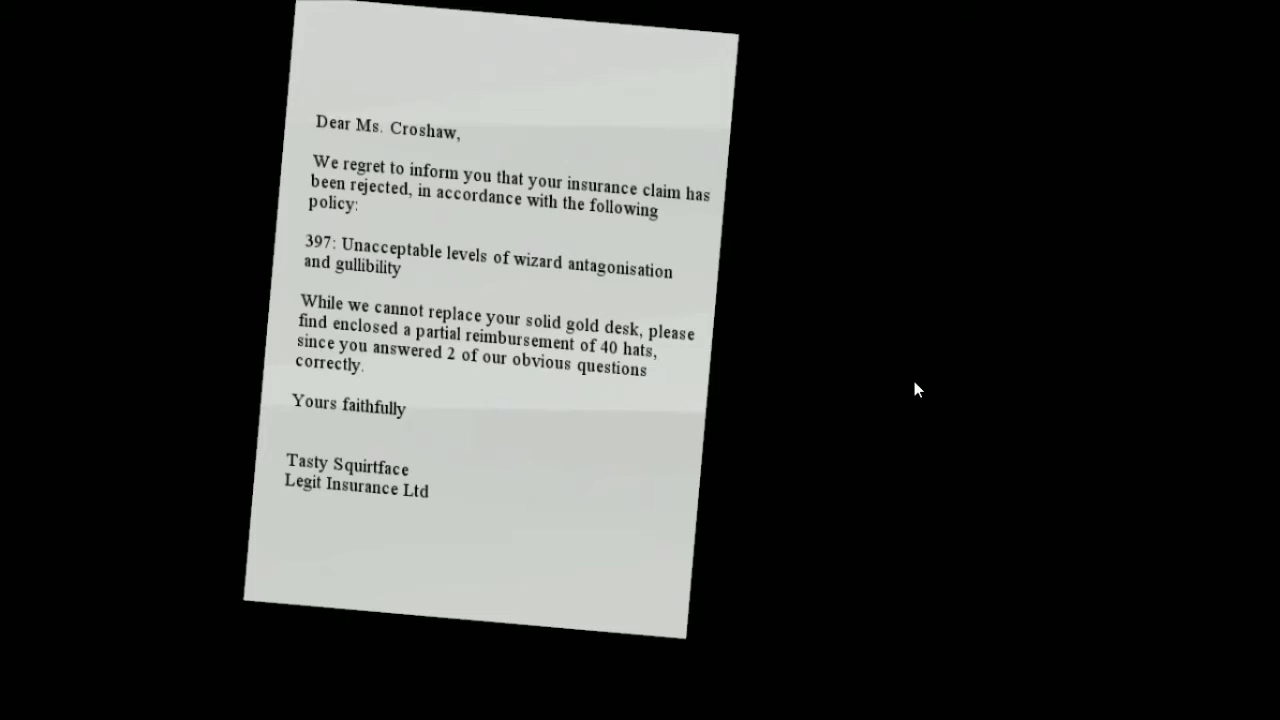 Dear Ms. Croshaw,
We regret to inform you that your insurance claim has
been rejected, in accordance with the following
policy:
397: Unacceptable levels of wizard antagonisation
and gullibility
While we cannot replace your solid gold desk, please
find enclosed a partial reimbursement of 40 hats,
since you answered 2 of our obvious questions
correctly.
Yours faithfully
Tasty Squirtface
Legit Insurance Ltd